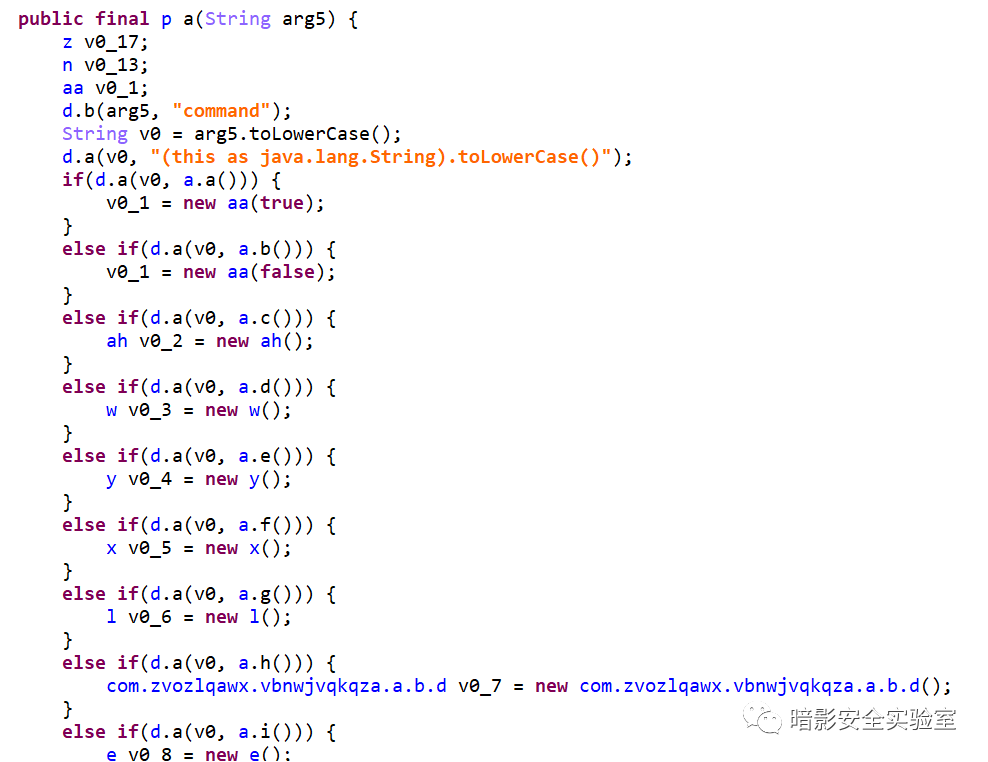 public final p a(String arg5) {
    z v0_17;
    n v0_13;
    aa v0_1;
    d.b(arg5, "command");
    String v0 = arg5.toLowerCase();
    d.a(v0, "(this as java.lang.String).toLowerCase()");
    if(d.a(v0, a.a())) {
        v0_1 = new aa(true);
    }
    else if(d.a(v0, a.b())) {
        v0_1 = new aa(false);
    }
    else if(d.a(v0, a.c())) {
        ah v0_2 = new ah();
    }
    else if(d.a(v0, a.d())) {
        w v0_3 = new w();
    }
    else if(d.a(v0, a.e())) {
        y v0_4 = new y();
    }
    else if(d.a(v0, a.f())) {
        x v0_5 = new x();
    }
    else if(d.a(v0, a.g())) {
        l v0_6 = new l();
    }
    else if(d.a(v0, a.h())) {
        com.zvozlqawx.vbnwjvqkqza.a.b.d v0_7 = new com.zvozlqawx.vbnwjvqkqza.a.b.d();
    }
    else if(d.a(v0, a.i())) {
        e v0_8 = new e();
暗影安全实验室